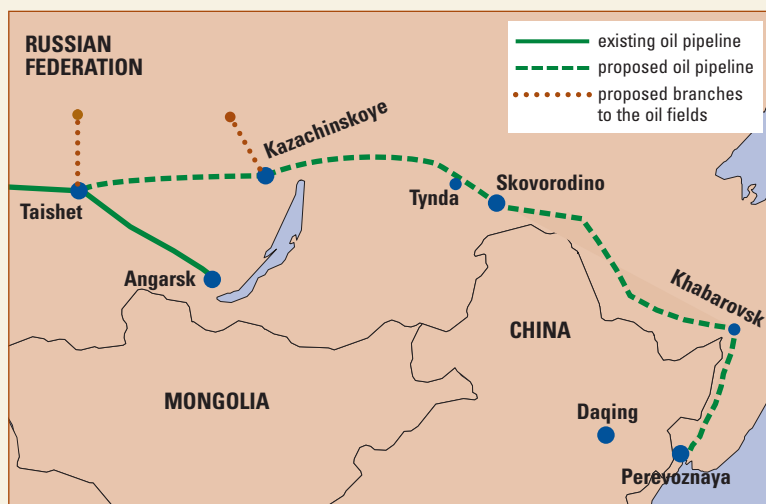 RUSSIAN
FEDERATION
existing oil pipeline
proposed oil pipeline
proposed branches
to the oil fields
Kazachinskoye
Taishet
Tynda
Skovorodino
Angarsk
Khabarovsk
CHINA
MONGOLIA
Daqing
Perevoznaya